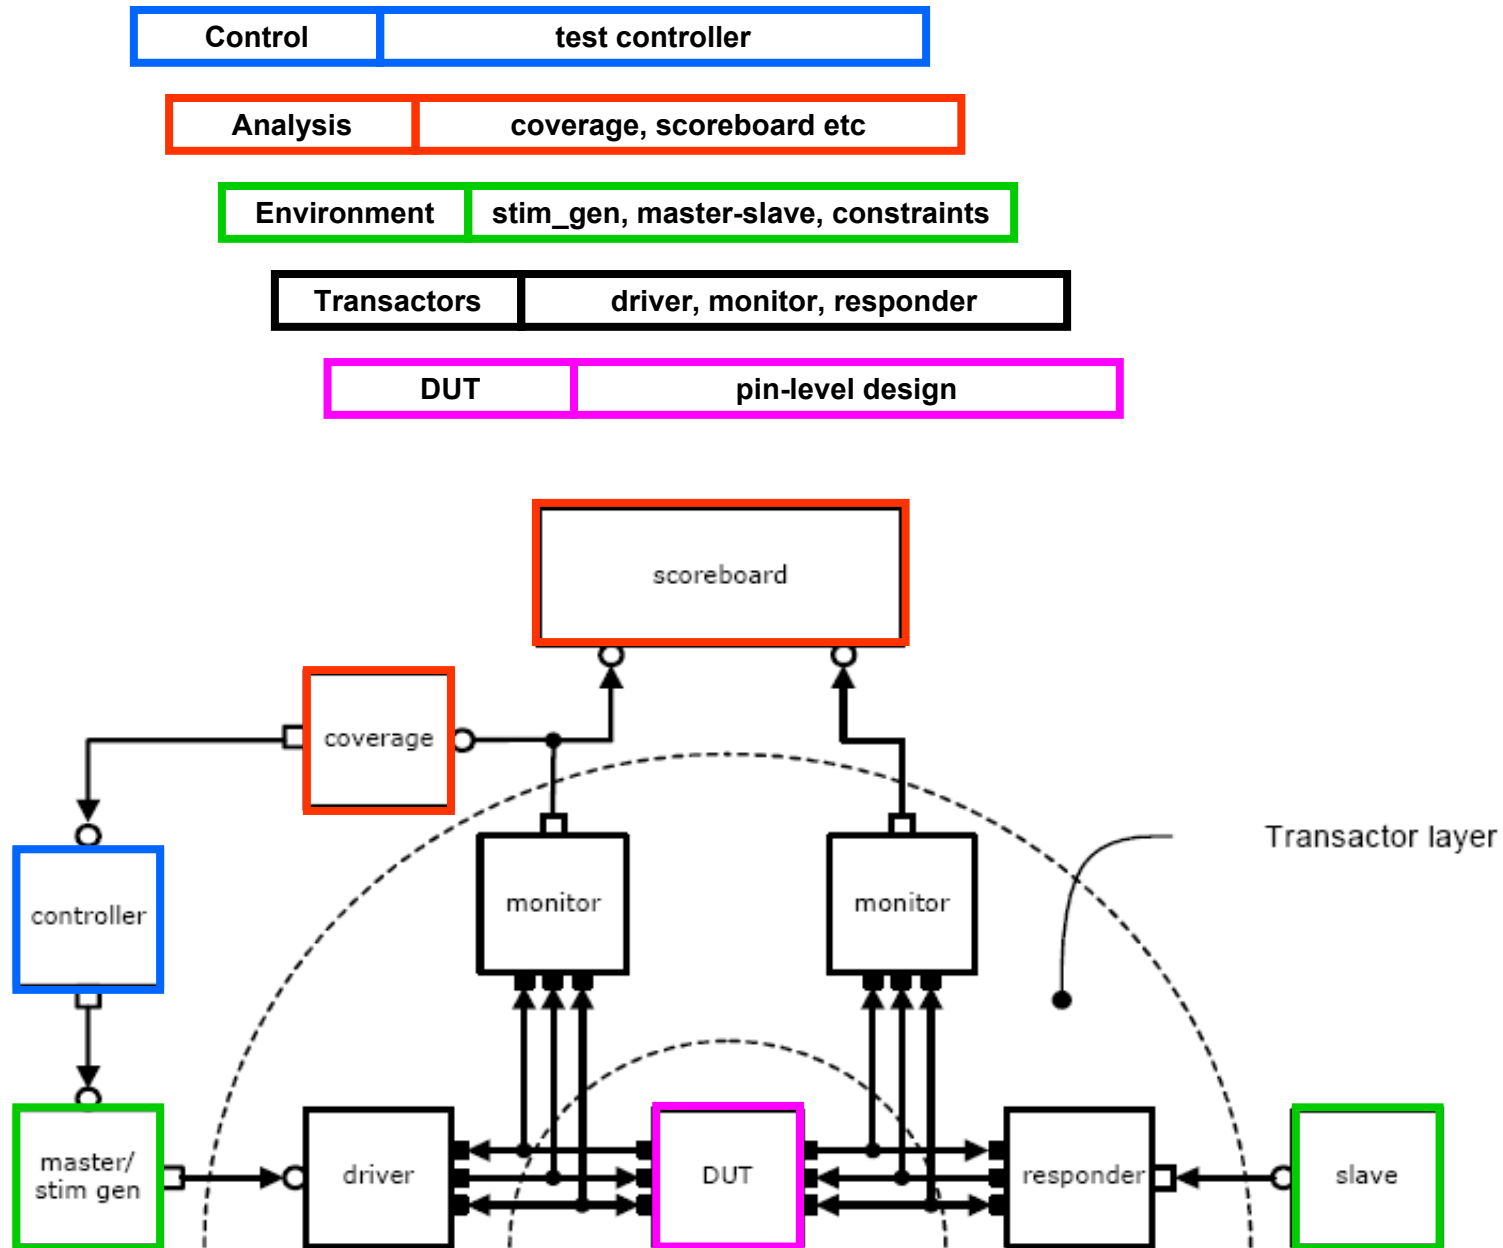 Control test controller
Analysis coverage, scoreboard etc
Environment stim_gen, master-slave, constraints
Transactors driver, monitor, responder
DUT pin-level design
scoreboard
coverage
Transactor layer
controller
monitor
monitor
master/
stim gen
driver
DUT
responder
slave